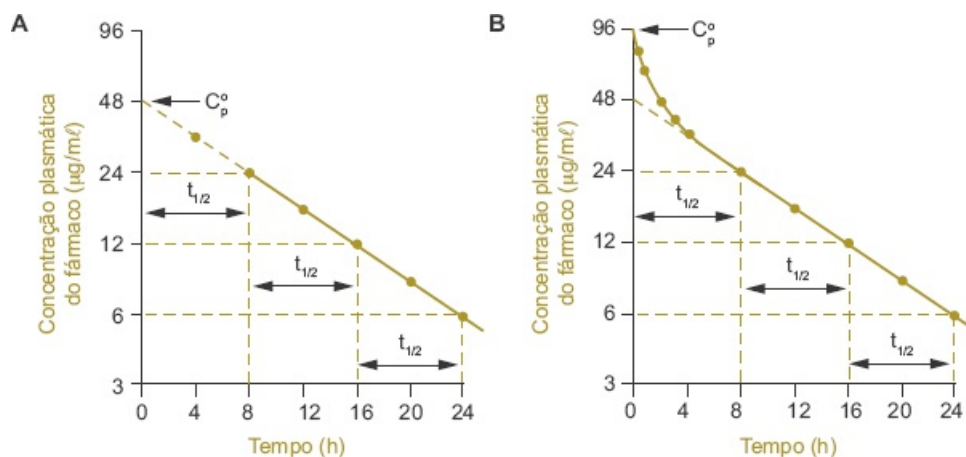 A
96
48
24
12
6
3
C°p
t1/2
t1/2
t1/2
0
4
8
12
16
20
24
Tempo (h)
Concentração plasmática
do fármaco (µg/mℓ)
B
96
48
24
12
6
3
C°p
t1/2
t1/2
t1/2
0
4
8
12
16
20
24
Tempo (h)
Concentração plasmática
do fármaco (µg/mℓ)